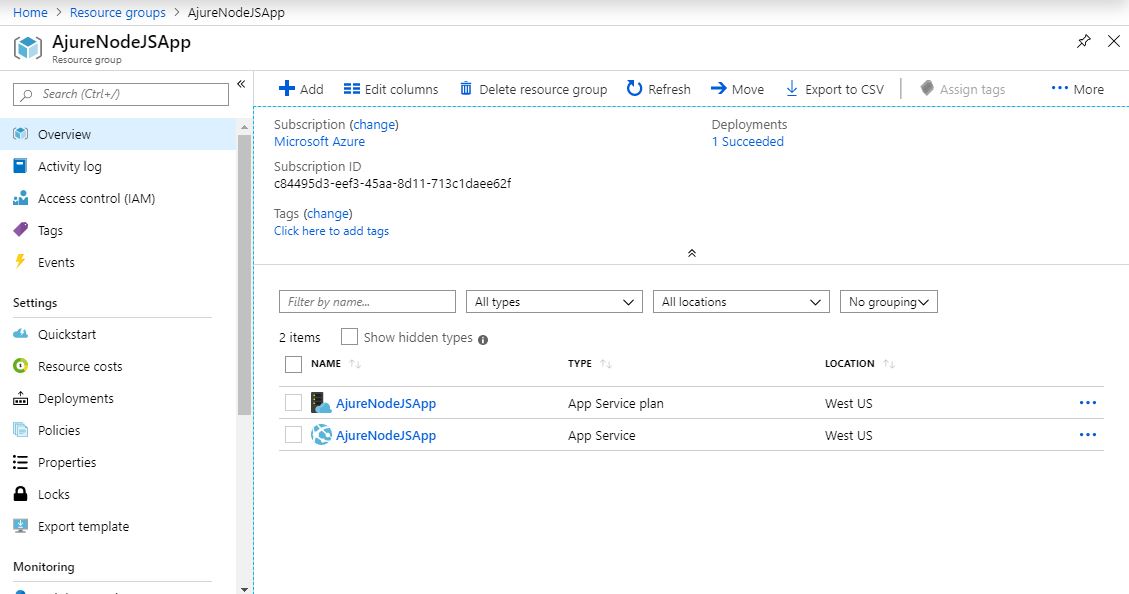 Home > Resource groups > AjureNodeJSApp
AjureNodeJSApp
Resource group
Search (Ctrl+/)
Overview
Activity log
Access control (IAM)
Tags
Events
Settings
Quickstart
Resource costs
Deployments
Policies
Properties
Locks
Export template
Monitoring
Add Edit columns Delete resource group Refresh Move Export to CSV Assign tags More
Subscription (change)
Microsoft Azure
Deployments
1 Succeeded
Subscription ID
c84495d3-eef3-45aa-8d11-713c1daee62f
Tags (change)
Click here to add tags
Filter by name... All types All locations No grouping
2 items Show hidden types
NAME TYPE LOCATION
AjureNodeJSApp App Service plan West US
AjureNodeJSApp App Service West US